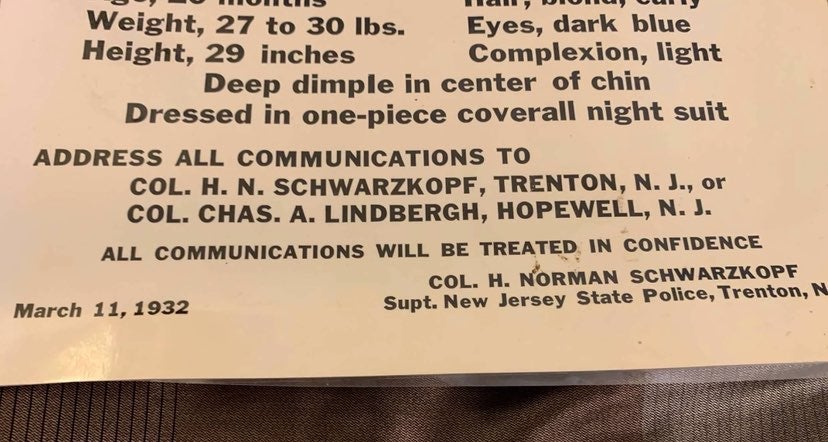 months
Weight, 27 to 30 lbs. Eyes, dark blue
Height, 29 inches Complexion, light
Deep dimple in center of chin
Dressed in one-piece coverall night suit
ADDRESS ALL COMMUNICATIONS TO
COL. H. N. SCHWARZKOPF, TRENTON, N. J., or
COL. CHAS. A. LINDBERGH, HOPEWELL, N. J.
ALL COMMUNICATIONS WILL BE TREATED IN CONFIDENCE
COL. H. NORMAN SCHWARZKOPF
March 11, 1932 Supt. New Jersey State Police, Trenton, N